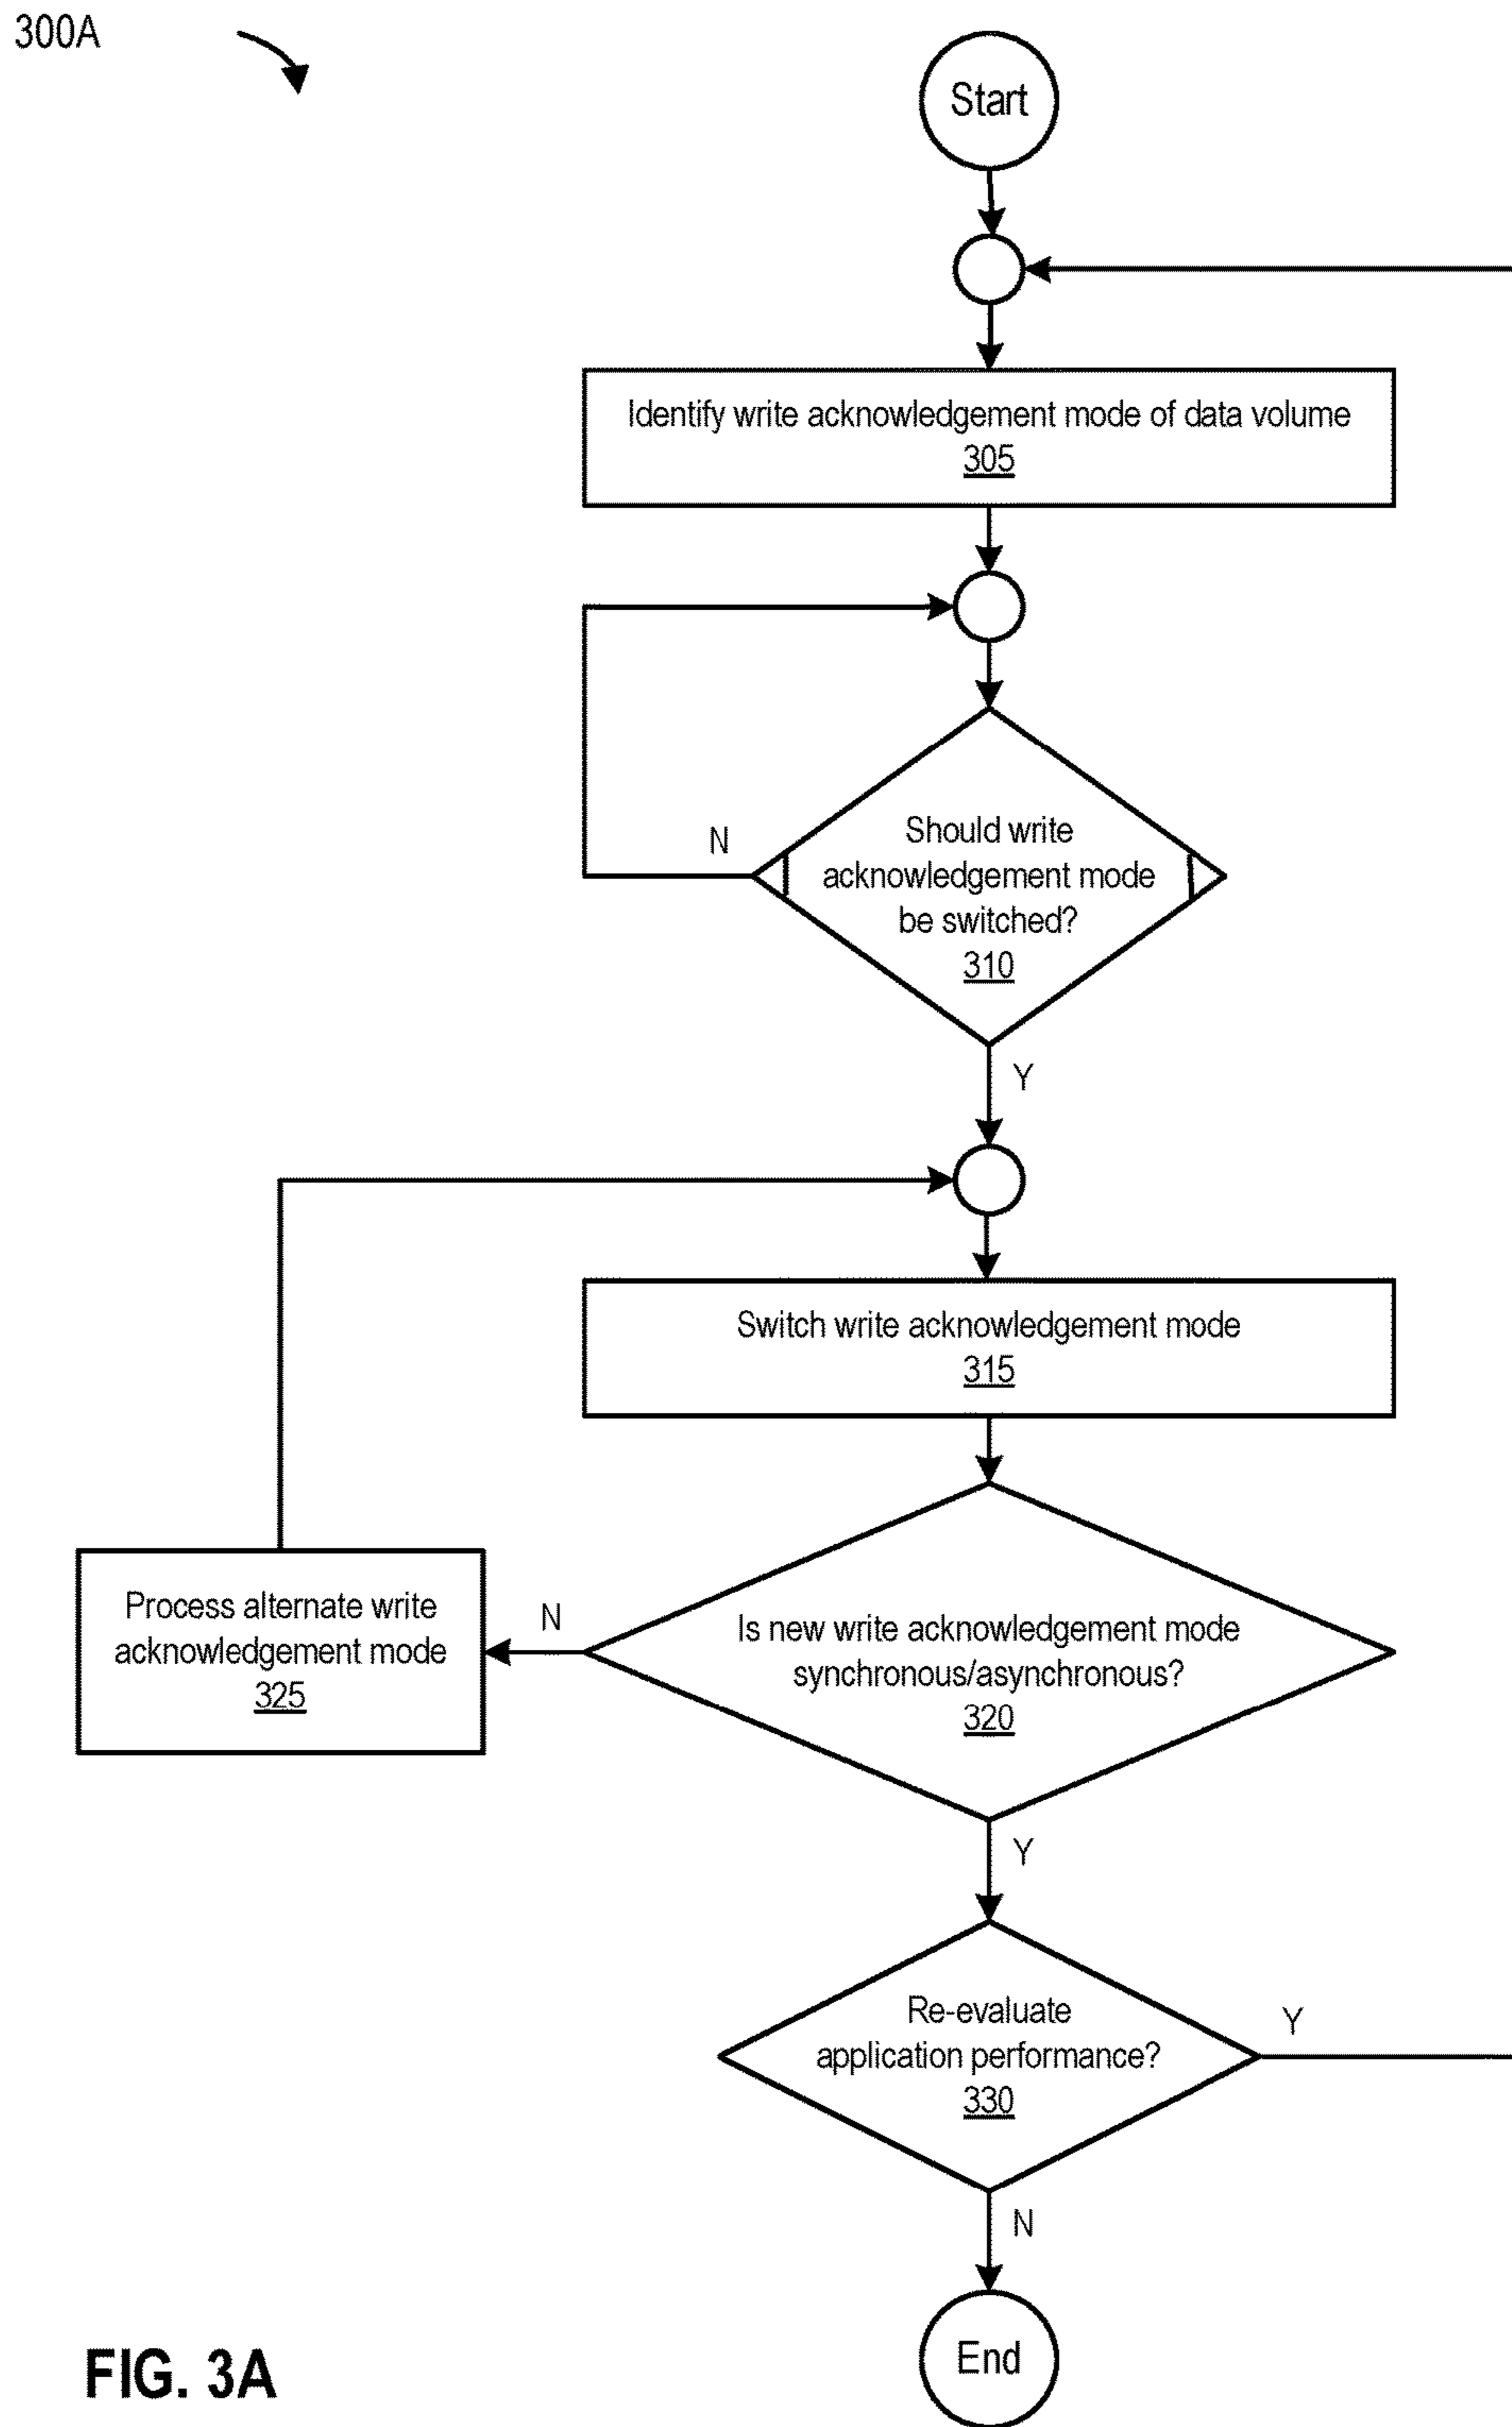 300A
Start
Identify write acknowledgement mode of data volume
305
N
Should write
acknowledgement mode
be switched?
310
Y
Switch write acknowledgement mode
315
Process alternate write
acknowledgement mode
325
N
Is new write acknowledgement mode
synchronous/asynchronous?
320
Y
Re-evaluate
application performance?
330
Y
N
End
FIG. 3A